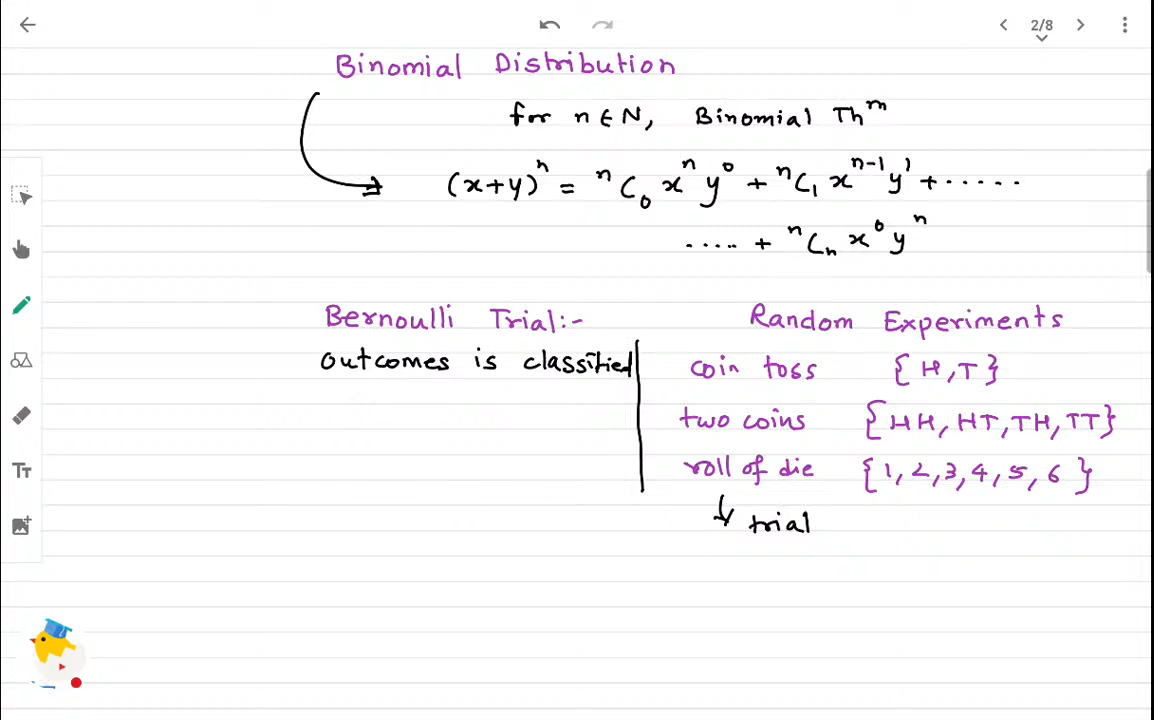 2/8
Binomial Distribution
for n ∈ N, Binomial Thᵐ
(x+y)ⁿ = ⁿC₀ xⁿ y⁰ + ⁿC₁ xⁿ⁻¹ y¹ + ......
..... + ⁿCₙ x⁰ yⁿ
Bernoulli Trial:-
outcomes is classified
Random Experiments
coin toss {H,T}
two coins {HH, HT, TH, TT}
roll of die {1,2,3,4,5,6}
↓ trial
TT